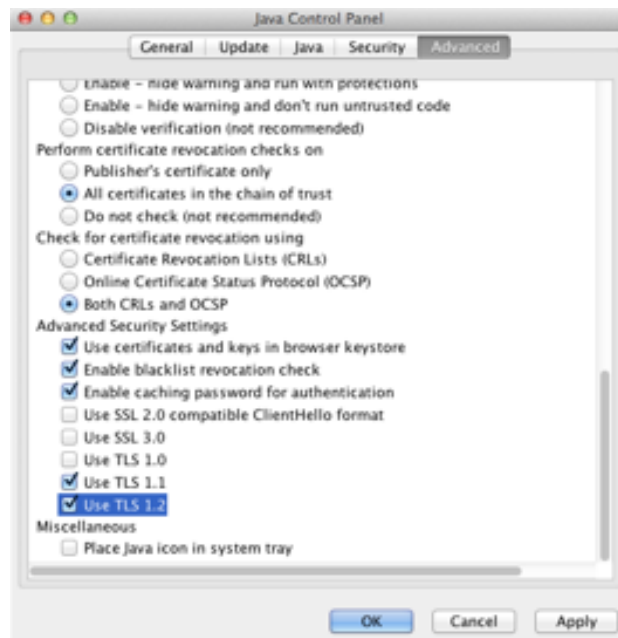 Java Control Panel
General Update Java Security Advanced
Enable – hide warning and run with protections
Enable – hide warning and don't run untrusted code
Disable verification (not recommended)
Perform certificate revocation checks on
Publisher's certificate only
All certificates in the chain of trust
Do not check (not recommended)
Check for certificate revocation using
Certificate Revocation Lists (CRLs)
Online Certificate Status Protocol (OCSP)
Both CRLs and OCSP
Advanced Security Settings
Use certificates and keys in browser keystore
Enable blacklist revocation check
Enable caching password for authentication
Use SSL 2.0 compatible ClientHello format
Use SSL 3.0
Use TLS 1.0
Use TLS 1.1
Use TLS 1.2
Miscellaneous
Place Java icon in system tray
OK Cancel Apply